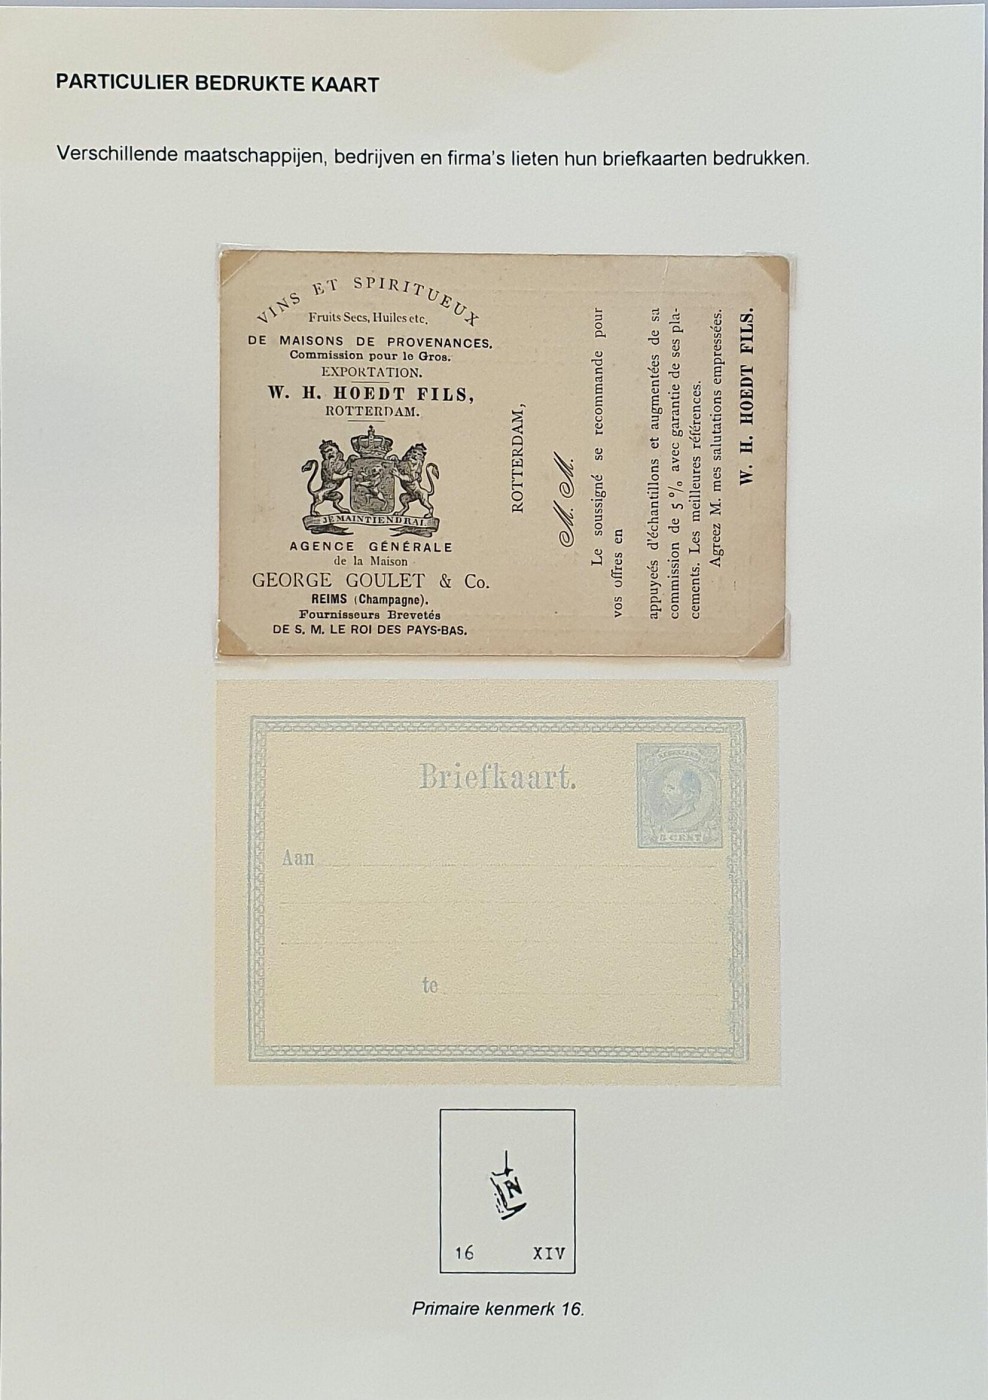 PARTICULIER BEDRUKTE KAART
Verschillende maatschappijen, bedrijven en firma's lieten hun briefkaarten bedrukken.
VINS ET SPIRITUEUX
Fruits Secs, Huiles etc.
DE MAISONS DE PROVENANCES.
Commission pour le Gros.
EXPORTATION.
W. H. HOEDT FILS,
ROTTERDAM.
JE MAINTIENDRAI
AGENCE GÉNÉRALE
de la Maison
GEORGE GOULET & Co.
REIMS (Champagne).
Fournisseurs Brevetés
DE S. M. LE ROI DES PAYS-BAS.
ROTTERDAM,
M. M.
Le soussigné se recommande pour
vos offres en
appuyeés d'échantillons et augmentées de sa
commission de 5 % avec garantie de ses pla-
cements. Les meilleures références.
Agreez M. mes salutations empressées.
W. H. HOEDT FILS.
Briefkaart.
NEDERLAND
5 CENT
Aan
te
N
16 XIV
Primaire kenmerk 16.